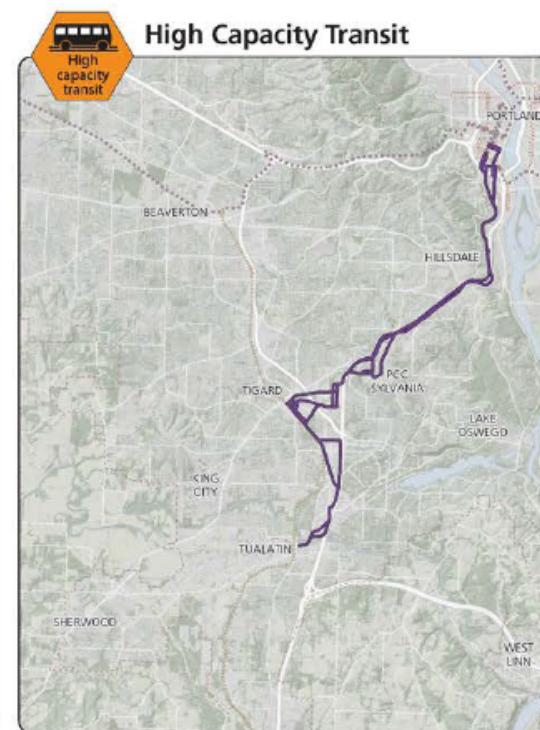 High Capacity Transit
High
capacity
transit
PORTLAND
BEAVERTON
HILLSDALE
PCC
SYLVANIA
TIGARD
LAKE
OSWEGO
KING
CITY
TUALATIN
SHERWOOD
WEST
LINN